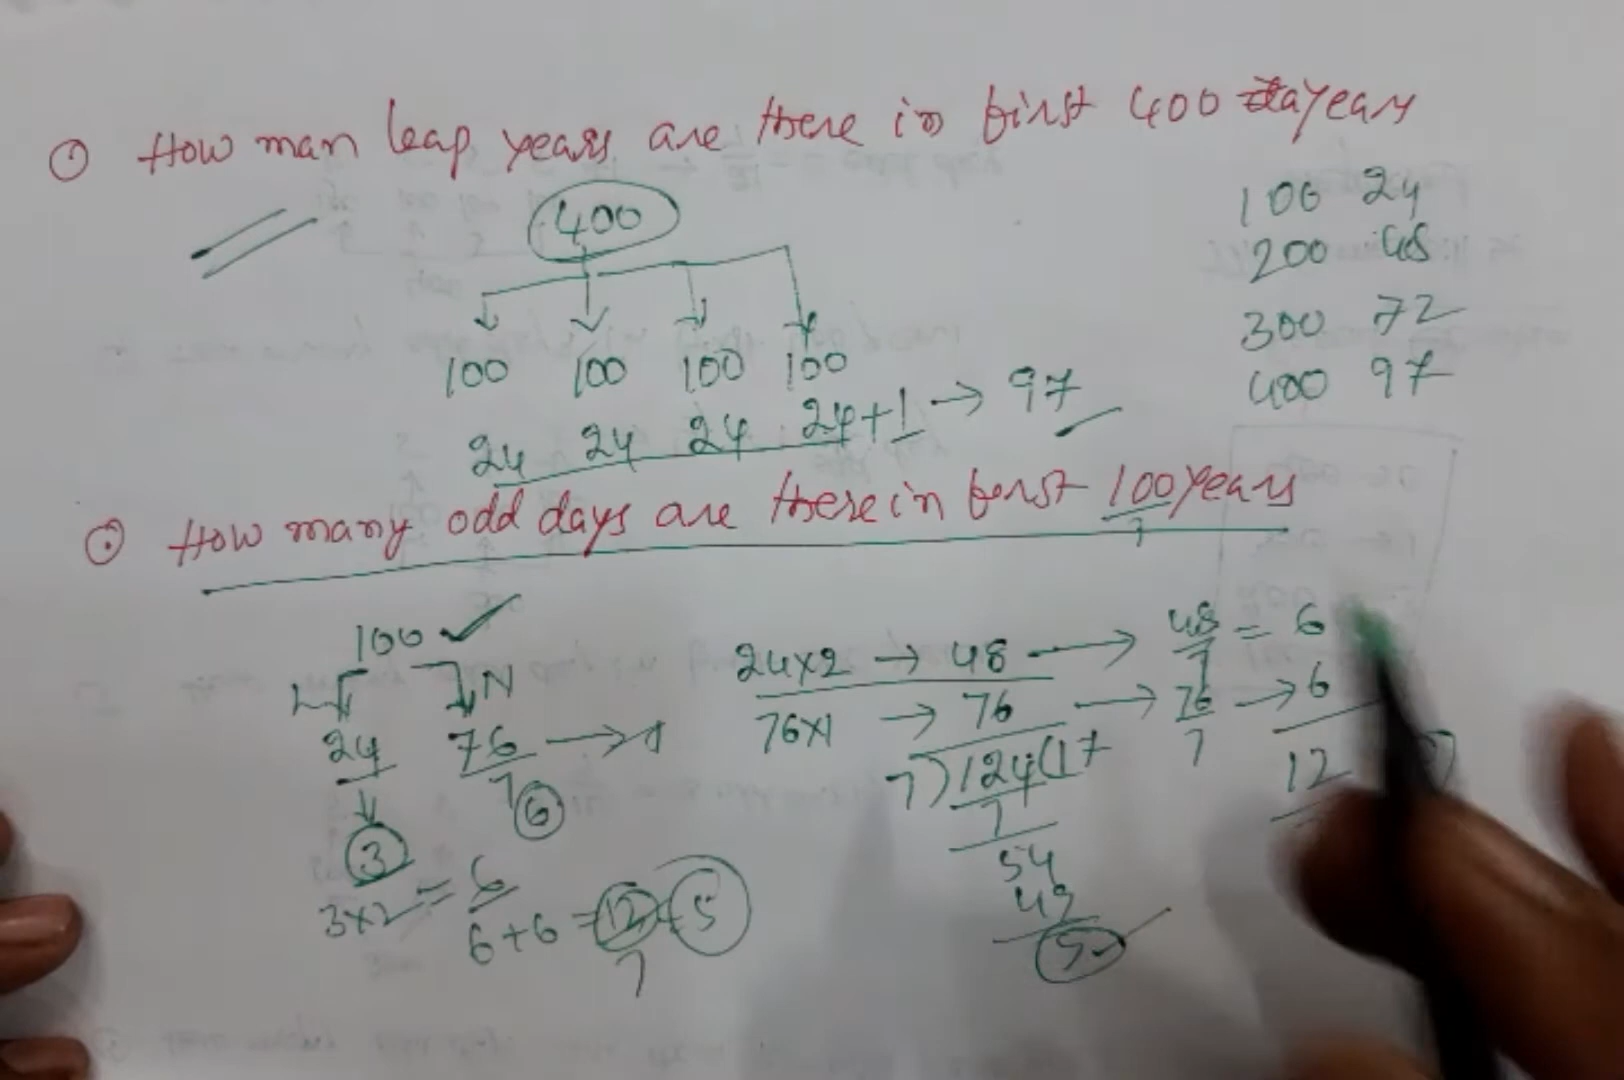 How man leap years are there in first 400 years
400
100 24
200 48
300 72
400 97
100 100 100 100
24 24 24 24+1 → 97
How many odd days are there in first 100 years
7
100
L N
24 76 → 1
7
3 6
3×2 = 6
6+6 = 12 = 5
7
24×2 → 48 → 48/7 = 6
76×1 → 76 → 76/7 → 6
7)124(17
7
54
49
5
12